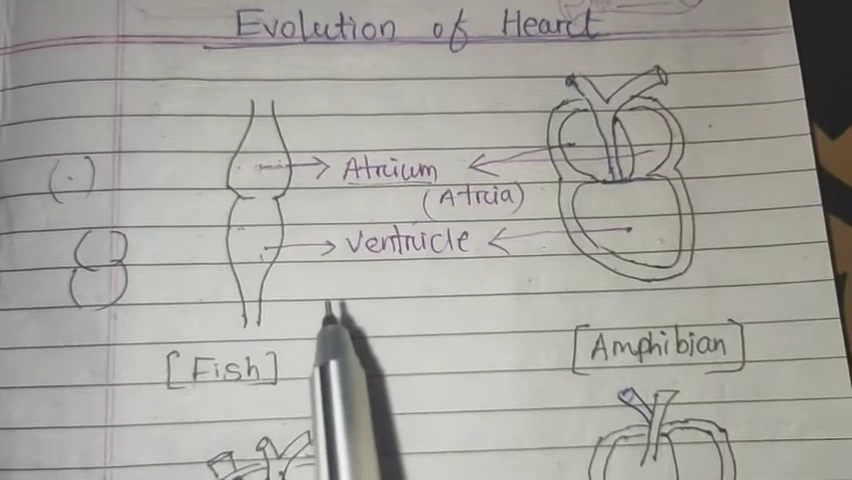 Evolution of Heart
Atrium
(Atria)
Ventricle
[Fish]
[Amphibian]